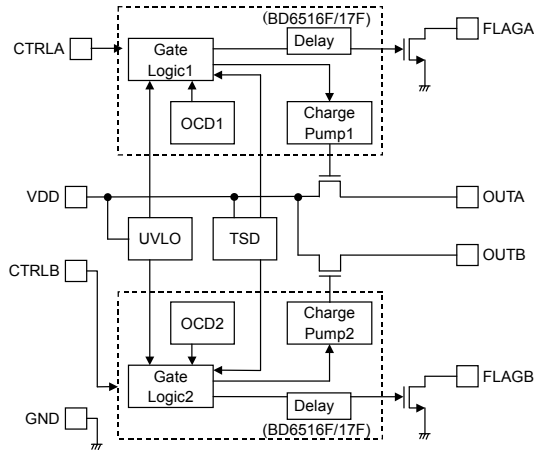 (BD6516F/17F)
CTRLA
Gate
Logic1
Delay
FLAGA
OCD1
Charge
Pump1
VDD
OUTA
UVLO
TSD
OUTB
CTRLB
OCD2
Charge
Pump2
Gate
Logic2
Delay
FLAGB
GND
(BD6516F/17F)